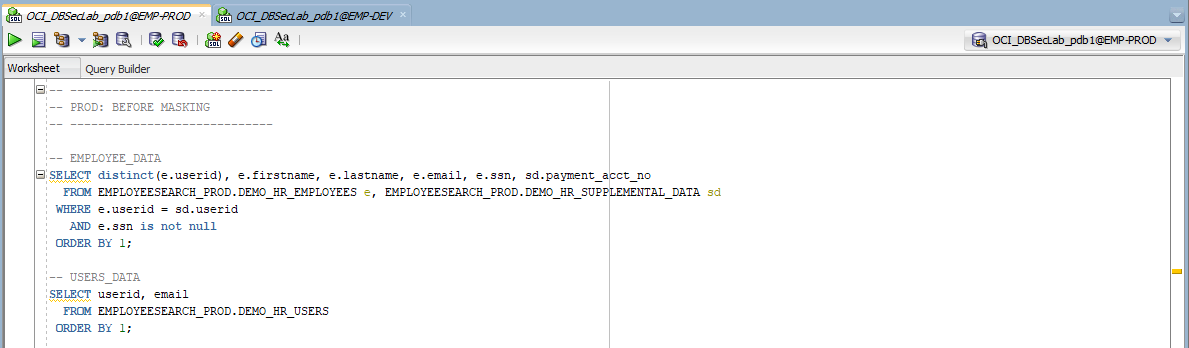 OCI_DBSecLab_pdb1@EMP-PROD × OCI_DBSecLab_pdb1@EMP-DEV ×
OCI_DBSecLab_pdb1@EMP-PROD
Worksheet Query Builder
-- -----------------------------
-- PROD: BEFORE MASKING
-- -----------------------------
-- EMPLOYEE_DATA
SELECT distinct(e.userid), e.firstname, e.lastname, e.email, e.ssn, sd.payment_acct_no
FROM EMPLOYEESEARCH_PROD.DEMO_HR_EMPLOYEES e, EMPLOYEESEARCH_PROD.DEMO_HR_SUPPLEMENTAL_DATA sd
WHERE e.userid = sd.userid
AND e.ssn is not null
ORDER BY 1;
-- USERS_DATA
SELECT userid, email
FROM EMPLOYEESEARCH_PROD.DEMO_HR_USERS
ORDER BY 1;